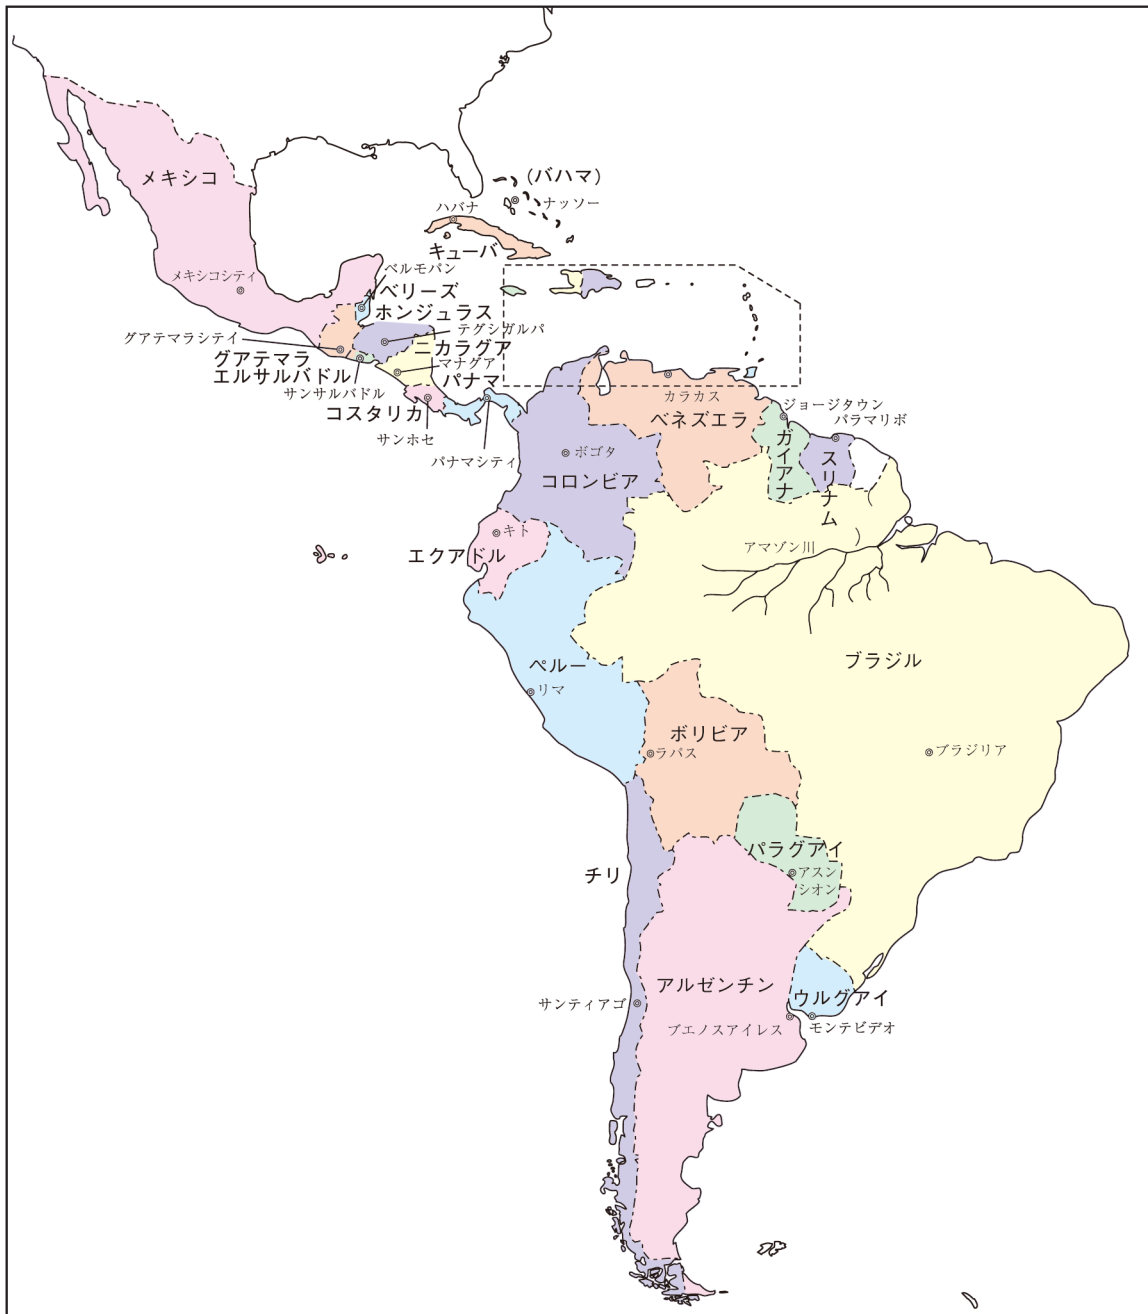 メキシコ
(バハマ)
ナッソー
ハバナ
キューバ
ベルモパン
メキシコシティ
ベリーズ
ホンジュラス
テグシガルパ
グアテマラシテイ
ニカラグア
グアテマラ
マナグア
エルサルバドル
パナマ
サンサルバドル
カラカス
コスタリカ
ベネズエラ
ジョージタウン
パラマリボ
サンホセ
パナマシティ
ボゴタ
ガイアナ
スリナム
コロンビア
キト
エクアドル
アマゾン川
ペルー
ブラジル
リマ
ボリビア
ラパス
ブラジリア
パラグアイ
チリ
アスン
シオン
アルゼンチン
ウルグアイ
サンティアゴ
ブエノスアイレス
モンテビデオ